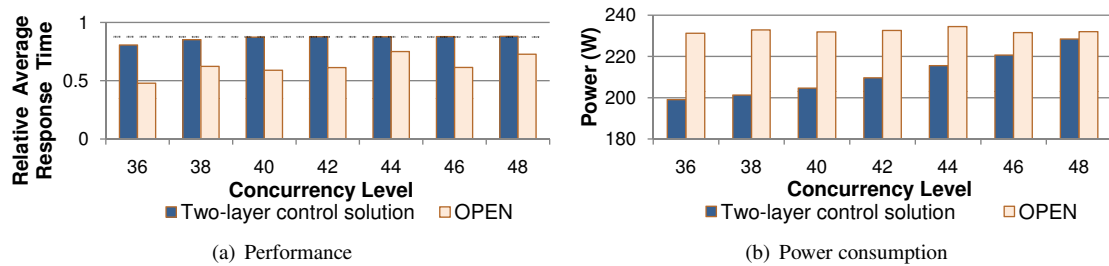 Relative Average
Response Time
1
0.5
0
36 38 40 42 44 46 48
Concurrency Level
Two-layer control solution OPEN
(a) Performance
Power (W)
240
220
200
180
36 38 40 42 44 46 48
Concurrency Level
Two-layer control solution OPEN
(b) Power consumption